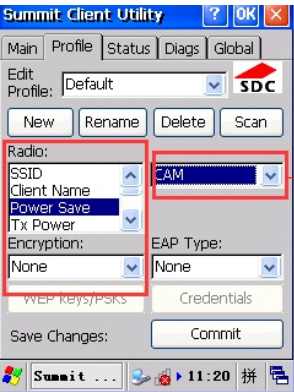 Summit Client Utility ? OK ×
Main Profile Status Diags Global
Edit Profile: Default SDC
New Rename Delete Scan
Radio:
SSID CAM
Client Name
Power Save
Tx Power
Encryption: EAP Type:
None None
WEP keys/PSKs Credentials
Save Changes: Commit
Summit ... 11:20 拼